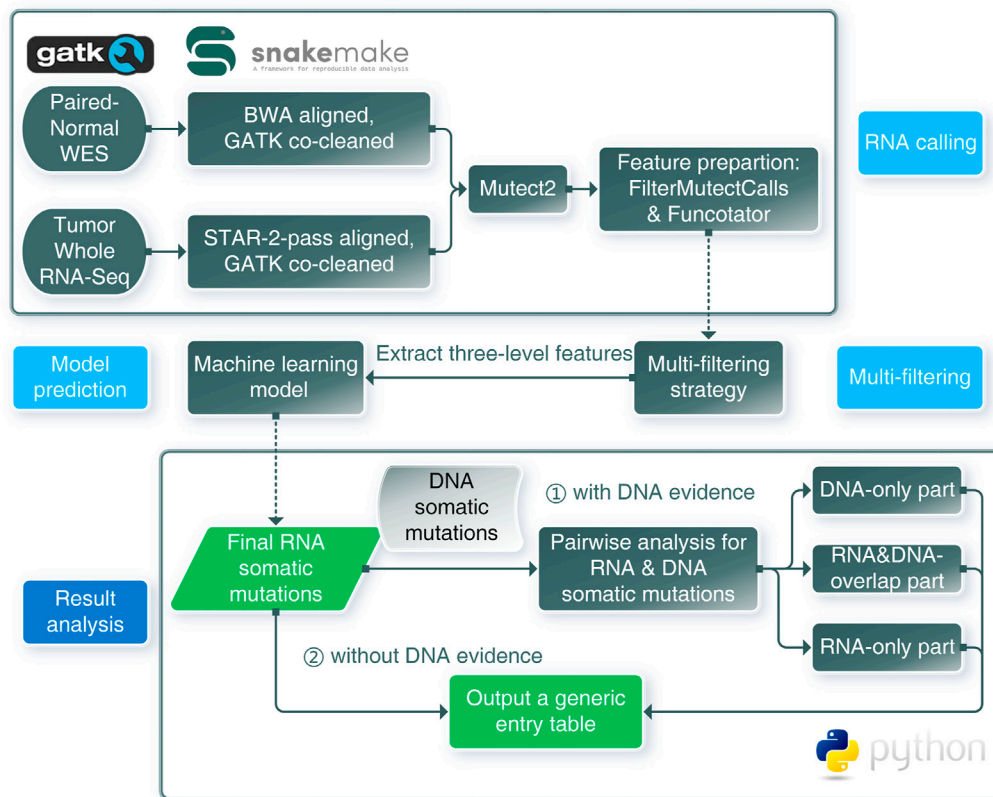 gatk
snakemake
A framework for reproducible data analysis
Paired-
Normal
WES
BWA aligned,
GATK co-cleaned
Mutect2
Feature prepartion:
FilterMutectCalls
& Funcotator
RNA calling
Tumor
Whole
RNA-Seq
STAR-2-pass aligned,
GATK co-cleaned
Model
prediction
Machine learning
model
Extract three-level features
Multi-filtering
strategy
Multi-filtering
DNA
somatic
mutations
① with DNA evidence
DNA-only part
Final RNA
somatic
mutations
Pairwise analysis for
RNA & DNA
somatic mutations
RNA&DNA-
overlap part
Result
analysis
RNA-only part
② without DNA evidence
Output a generic
entry table
python